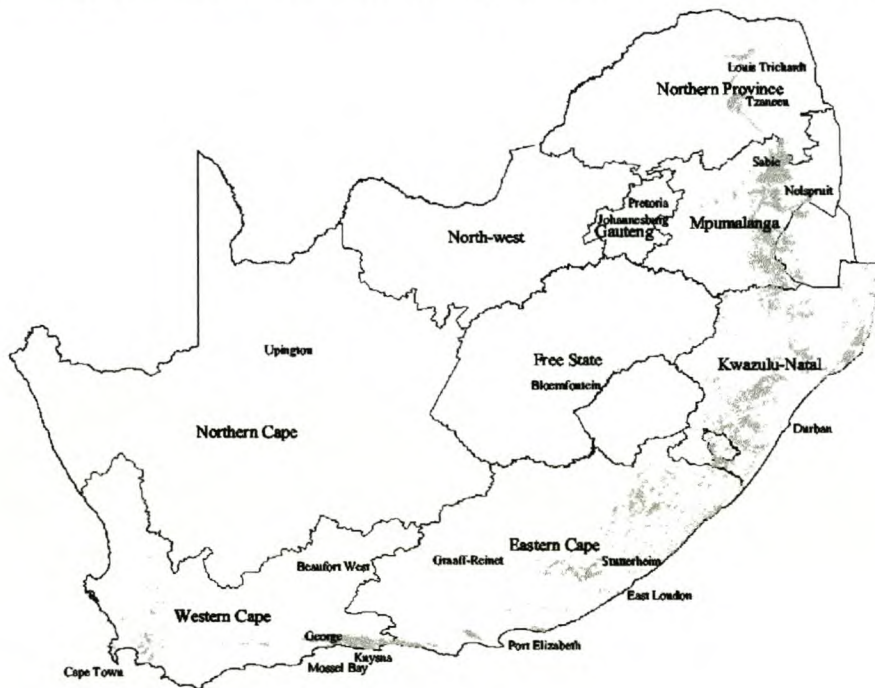 Louis Trichardt
Northern Province
Tzaneen
Sabie
Nelspruit
Pretoria
Johannesburg
Gauteng
Mpumalanga
North-west
Upington
Free State
Bloemfontein
Kwazulu-Natal
Northern Cape
Durban
Eastern Cape
Graaff-Reinet
Stutterheim
Beaufort West
East London
Western Cape
George
Port Elizabeth
Knysna
Mossel Bay
Cape Town